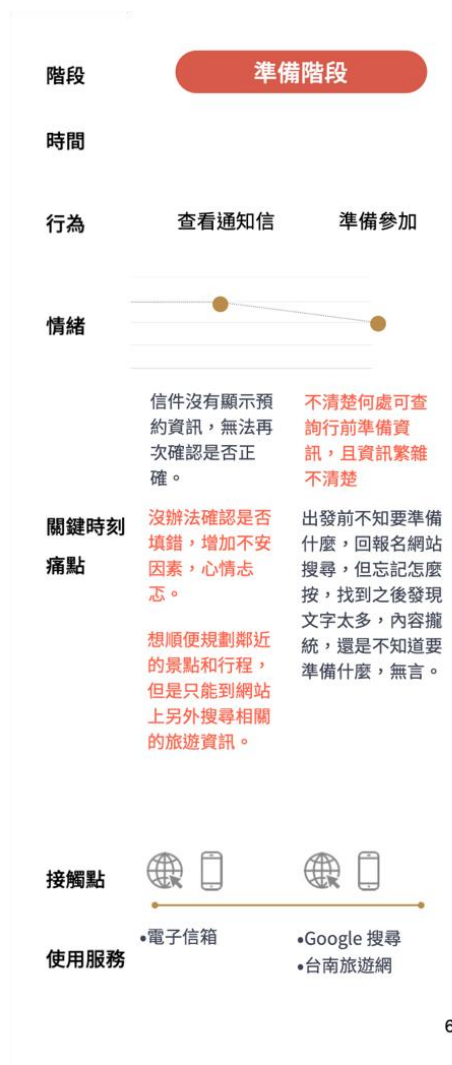 階段
準備階段
時間
行為
查看通知信
準備參加
情緒
信件沒有顯示預
約資訊，無法再
次確認是否正
確。
不清楚何處可查
詢行前準備資
訊，且資訊繁雜
不清楚
關鍵時刻
痛點
沒辦法確認是否
填錯，增加不安
因素，心情忐
忑。
想順便規劃鄰近
的景點和行程，
但是只能到網站
上另外搜尋相關
的旅遊資訊。
出發前不知要準備
什麼，回報名網站
搜尋，但忘記怎麼
按，找到之後發現
文字太多，內容攏
統，還是不知道要
準備什麼，無言。
接觸點
使用服務
•電子信箱
•Google 搜尋
•台南旅遊網
6